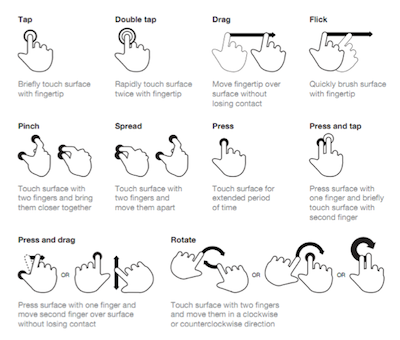 Tap
Briefly touch surface
with fingertip
Double tap
Rapidly touch surface
twice with fingertip
Drag
Move fingertip over
surface without
losing contact
Flick
Quickly brush surface
with fingertip
Pinch
Touch surface with
two fingers and bring
them closer together
Spread
Touch surface with
two fingers and
move them apart
Press
Touch surface for
extended period
of time
Press and tap
Press surface with
one finger and briefly
touch surface with
second finger
Press and drag
OR
Press surface with one finger and
move second finger over surface
without losing contact
Rotate
OR
OR
Touch surface with two fingers
and move them in a clockwise
or counterclockwise direction